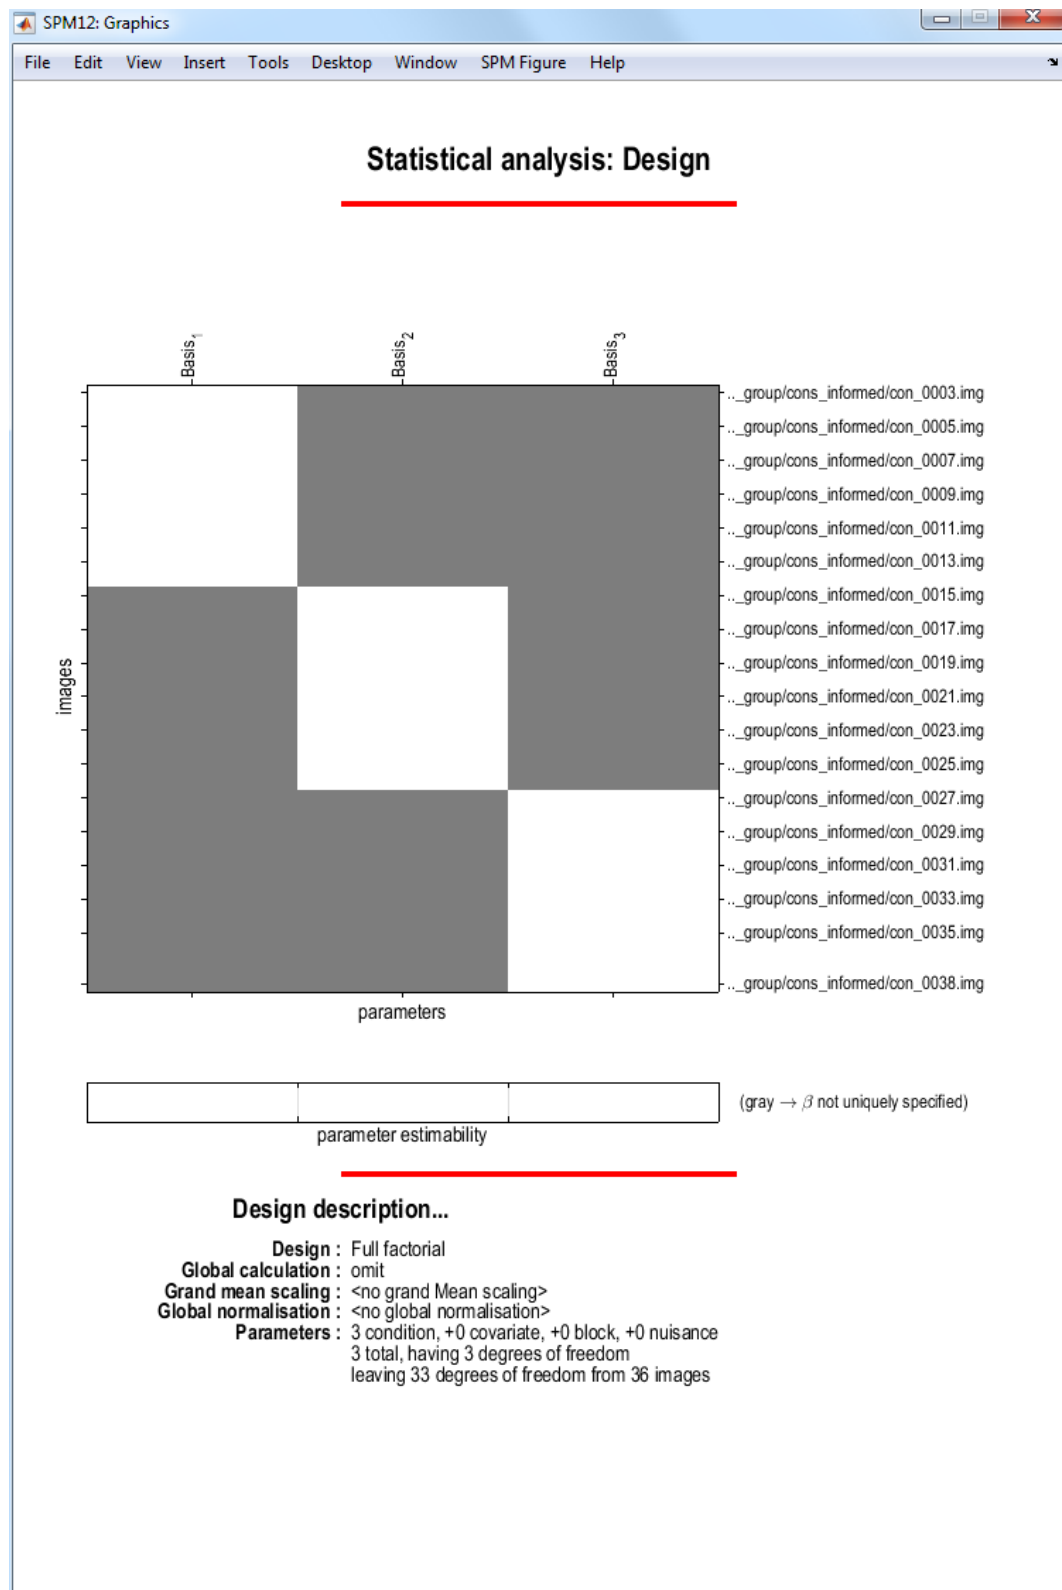 SPM12: Graphics
File Edit View Insert Tools Desktop Window SPM Figure Help
Statistical analysis: Design
Basis1 Basis2 Basis3
.._group/cons_informed/con_0003.img
.._group/cons_informed/con_0005.img
.._group/cons_informed/con_0007.img
.._group/cons_informed/con_0009.img
.._group/cons_informed/con_0011.img
.._group/cons_informed/con_0013.img
.._group/cons_informed/con_0015.img
.._group/cons_informed/con_0017.img
.._group/cons_informed/con_0019.img
.._group/cons_informed/con_0021.img
.._group/cons_informed/con_0023.img
.._group/cons_informed/con_0025.img
.._group/cons_informed/con_0027.img
.._group/cons_informed/con_0029.img
.._group/cons_informed/con_0031.img
.._group/cons_informed/con_0033.img
.._group/cons_informed/con_0035.img
.._group/cons_informed/con_0038.img
images
parameters
(gray → β not uniquely specified)
parameter estimability
Design description...
Design : Full factorial
Global calculation : omit
Grand mean scaling : <no grand Mean scaling>
Global normalisation : <no global normalisation>
Parameters : 3 condition, +0 covariate, +0 block, +0 nuisance
3 total, having 3 degrees of freedom
leaving 33 degrees of freedom from 36 images